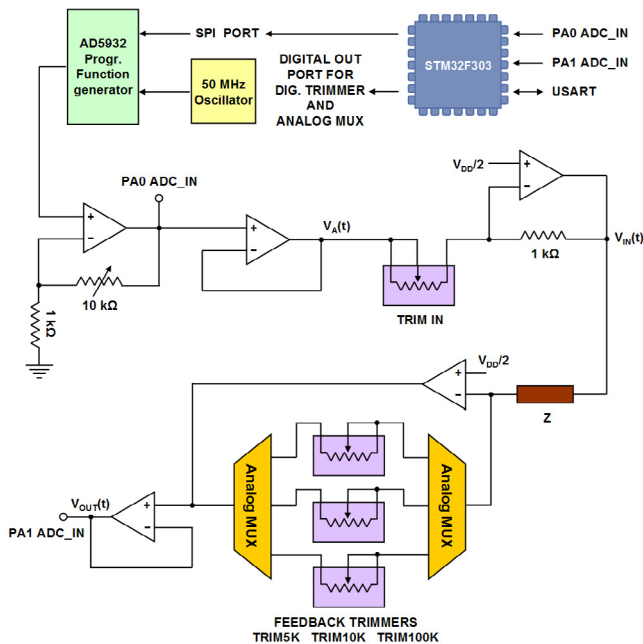 AD5932
Progr.
Function
generator
SPI PORT
50 MHz
Oscillator
DIGITAL OUT
PORT FOR
DIG. TRIMMER
AND
ANALOG MUX
STM32F303
PA0 ADC_IN
PA1 ADC_IN
USART
PA0 ADC_IN
+
−
10 kΩ
1 kΩ
+
−
VA(t)
TRIM IN
VDD/2
+
−
1 kΩ
VIN(t)
VDD/2
+
−
Z
Analog MUX
Analog MUX
VOUT(t)
+
−
PA1 ADC_IN
FEEDBACK TRIMMERS
TRIM5K TRIM10K TRIM100K